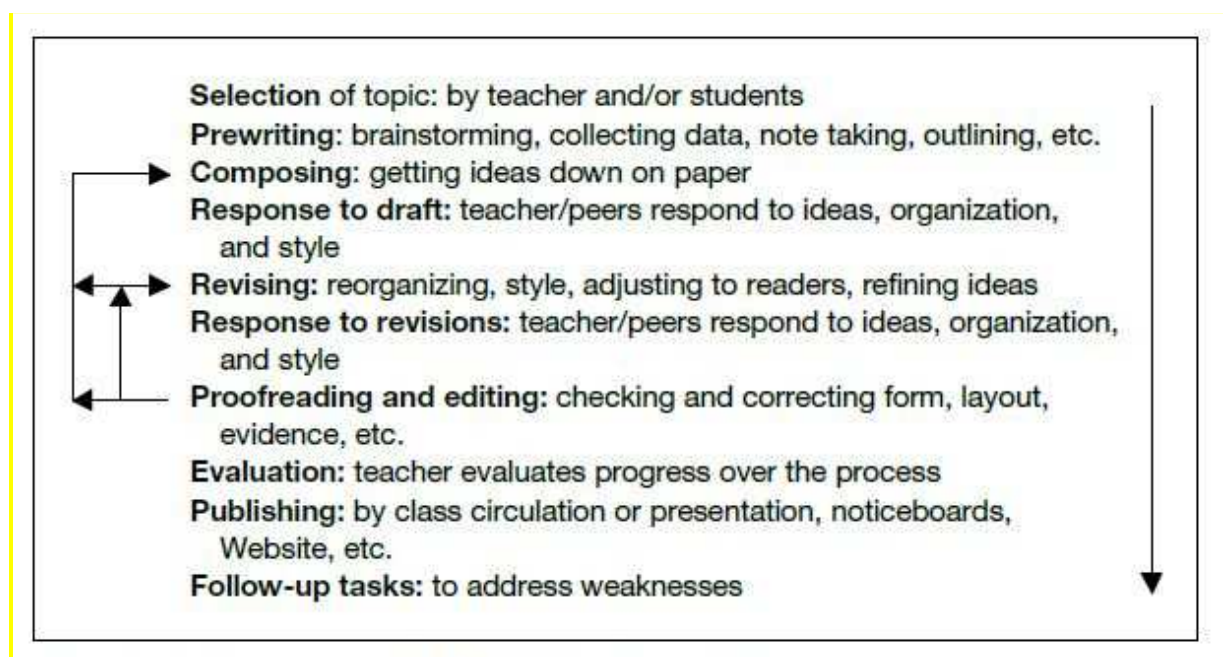 Selection of topic: by teacher and/or students
Prewriting: brainstorming, collecting data, note taking, outlining, etc.
Composing: getting ideas down on paper
Response to draft: teacher/peers respond to ideas, organization,
and style
Revising: reorganizing, style, adjusting to readers, refining ideas
Response to revisions: teacher/peers respond to ideas, organization,
and style
Proofreading and editing: checking and correcting form, layout,
evidence, etc.
Evaluation: teacher evaluates progress over the process
Publishing: by class circulation or presentation, noticeboards,
Website, etc.
Follow-up tasks: to address weaknesses